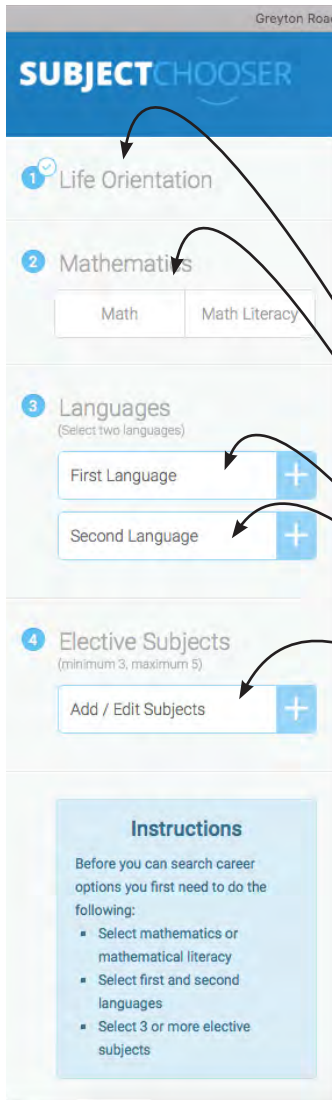 Greyton Road
SUBJECTCHOOSER
1 Life Orientation
2 Mathematics
Math Math Literacy
3 Languages
(Select two languages)
First Language +
Second Language +
4 Elective Subjects
(minimum 3, maximum 5)
Add / Edit Subjects +
Instructions
Before you can search career
options you first need to do the
following:
▪ Select mathematics or
mathematical literacy
▪ Select first and second
languages
▪ Select 3 or more elective
subjects